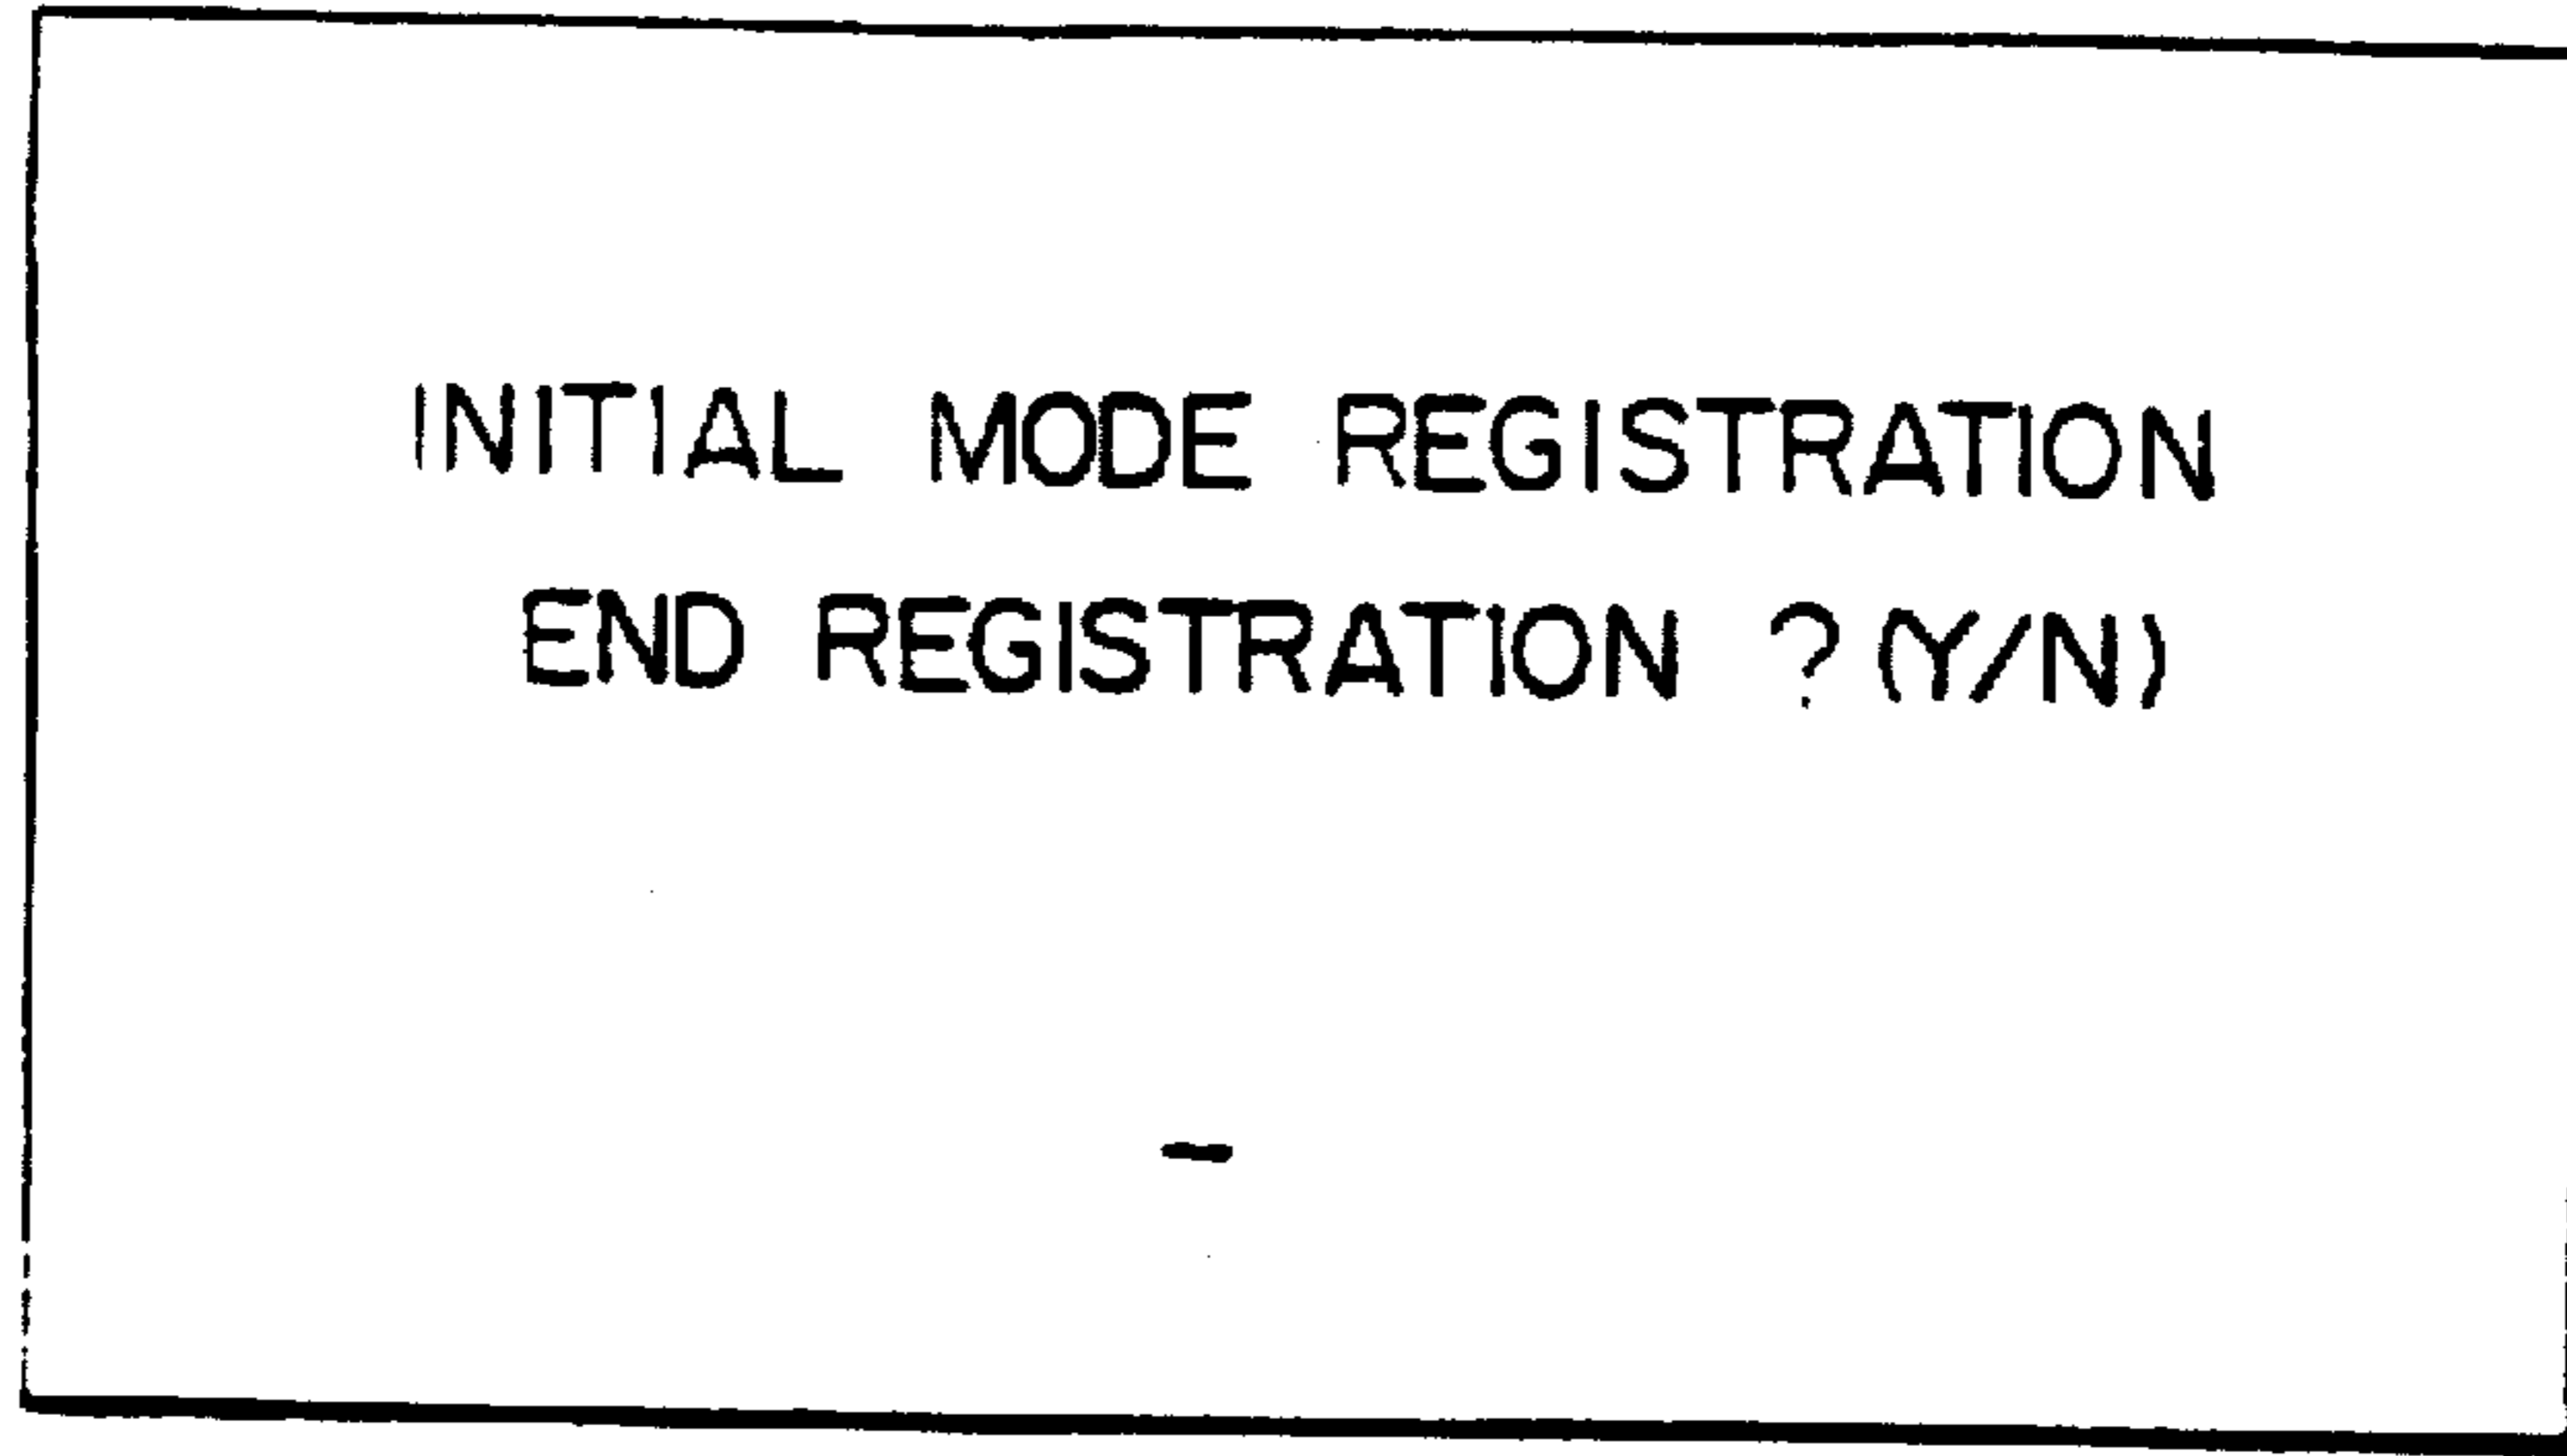 INITIAL MODE REGISTRATION
END REGISTRATION ? (Y/N)
-